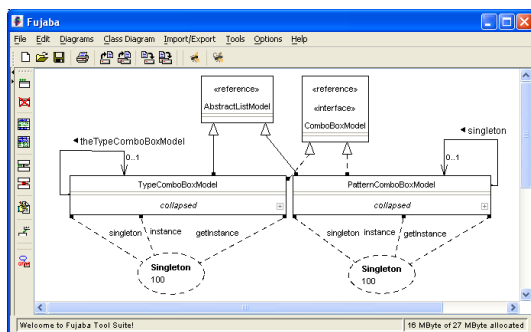 Fujaba
File Edit Diagrams Class Diagram Import/Export Tools Options Help
«reference»
AbstractListModel
«reference»
«interface»
ComboBoxModel
theTypeComboBoxModel
0..1
singleton
0..1
TypeComboBoxModel
collapsed
PatternComboBoxModel
collapsed
singleton instance getInstance
singleton instance getInstance
Singleton
100
Singleton
100
Welcome to Fujaba Tool Suite!
16 MByte of 27 MByte allocated